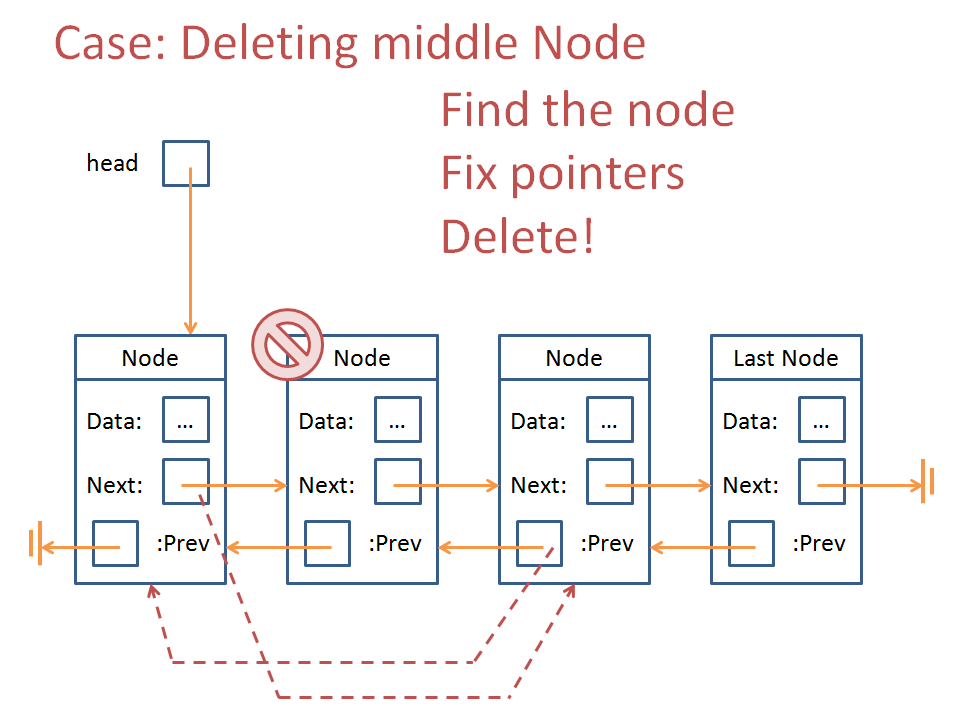 Case: Deleting middle Node
Find the node
Fix pointers
Delete!
head
Node
Data: ...
Next:
:Prev
Node
Data: ...
Next:
:Prev
Node
Data: ...
Next:
:Prev
Last Node
Data: ...
Next:
:Prev